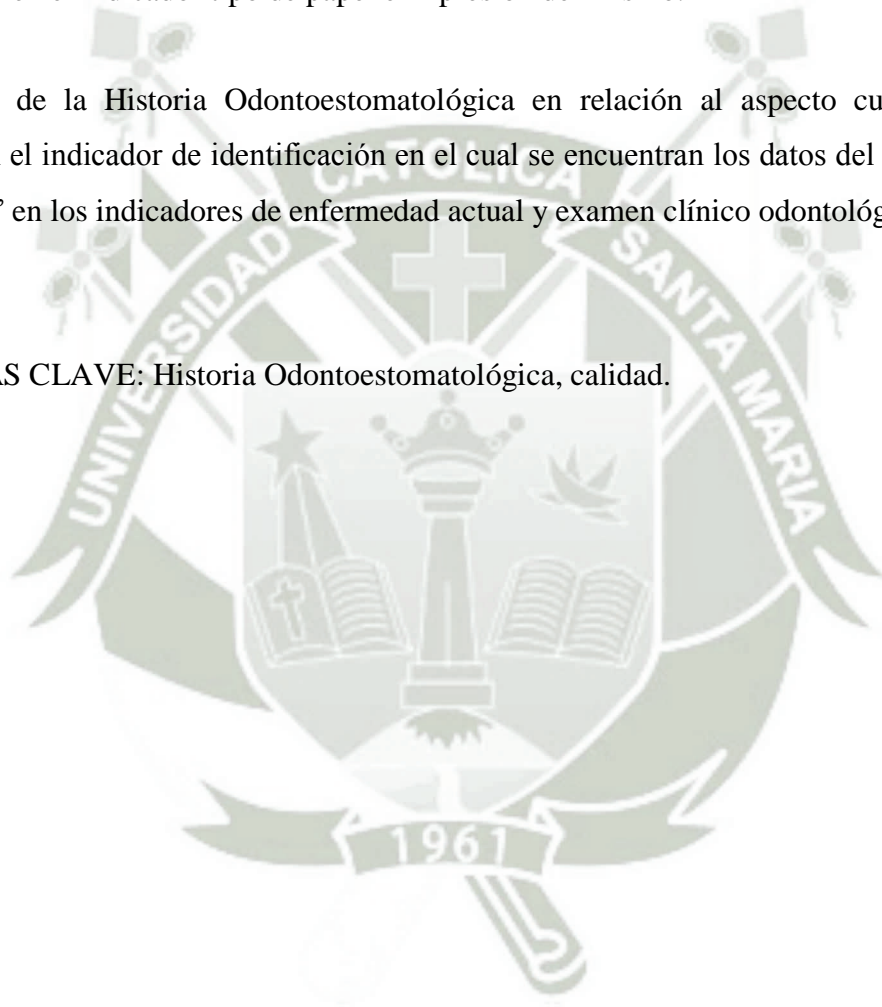 de la Historia Odontoestomatológica en relación al aspecto cu
el indicador de identificación en el cual se encuentran los datos del
en los indicadores de enfermedad actual y examen clínico odontológ
AS CLAVE: Historia Odontoestomatológica, calidad.
UNIVERSIDAD CATOLICA SANTA MARIA
1961